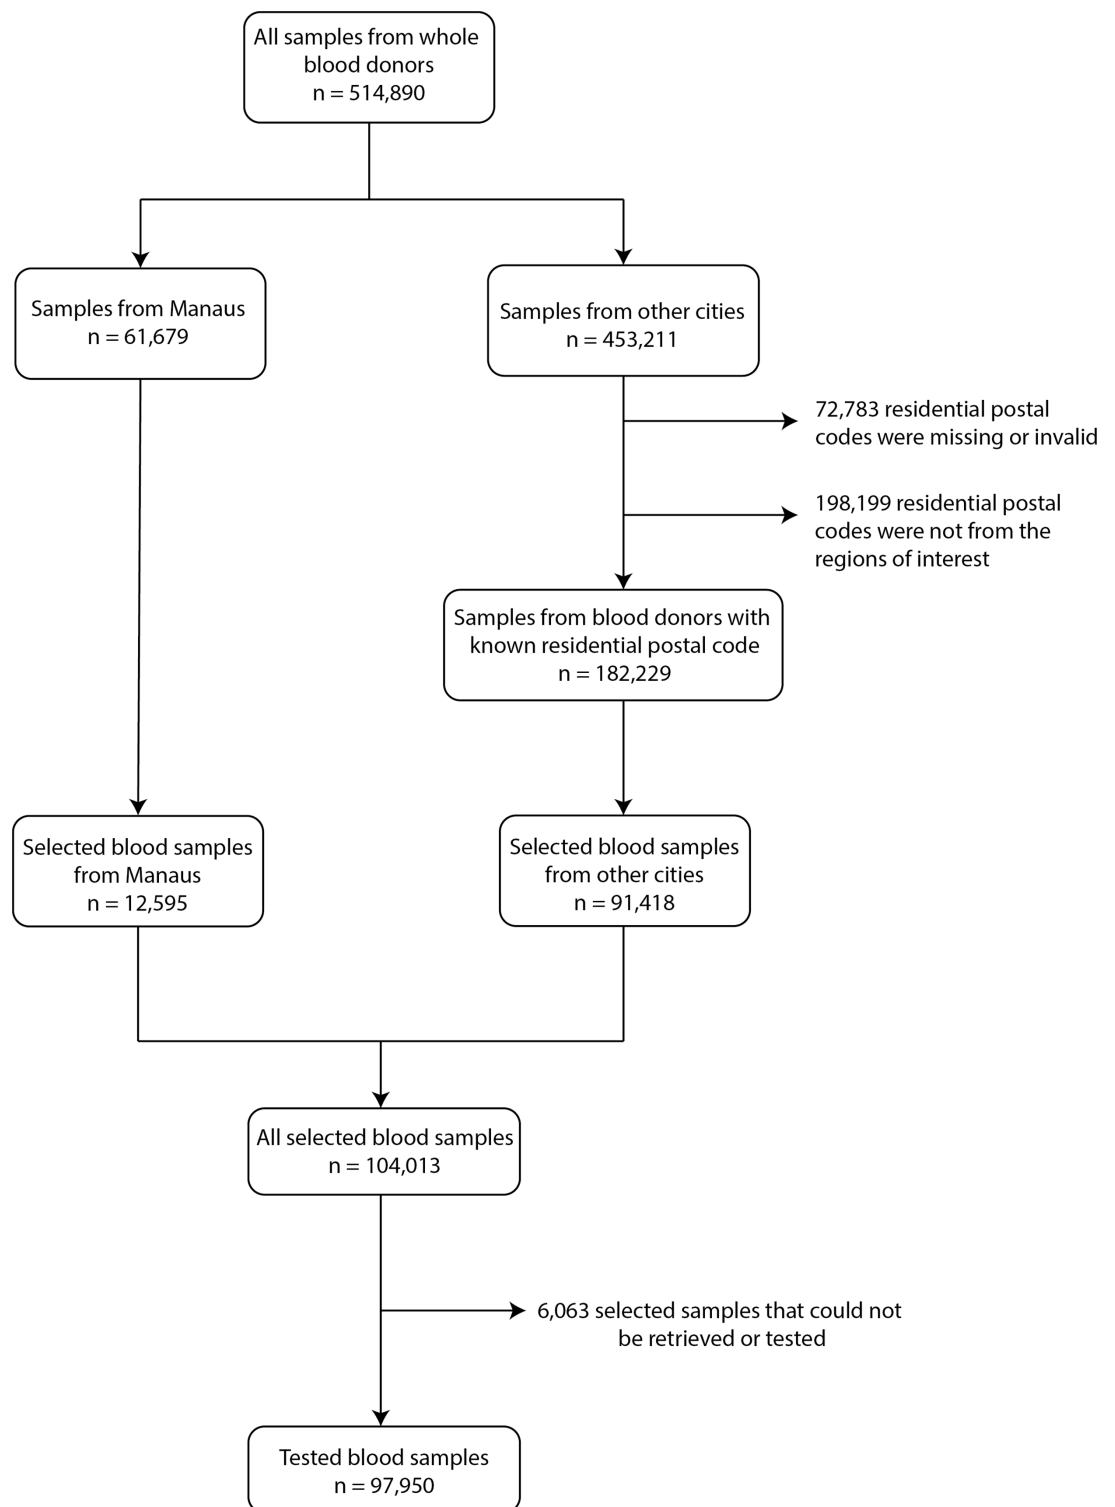 All samples from whole
blood donors
n = 514,890
Samples from Manaus
n = 61,679
Samples from other cities
n = 453,211
72,783 residential postal
codes were missing or invalid
198,199 residential postal
codes were not from the
regions of interest
Samples from blood donors with
known residential postal code
n = 182,229
Selected blood samples
from Manaus
n = 12,595
Selected blood samples
from other cities
n = 91,418
All selected blood samples
n = 104,013
6,063 selected samples that could not
be retrieved or tested
Tested blood samples
n = 97,950